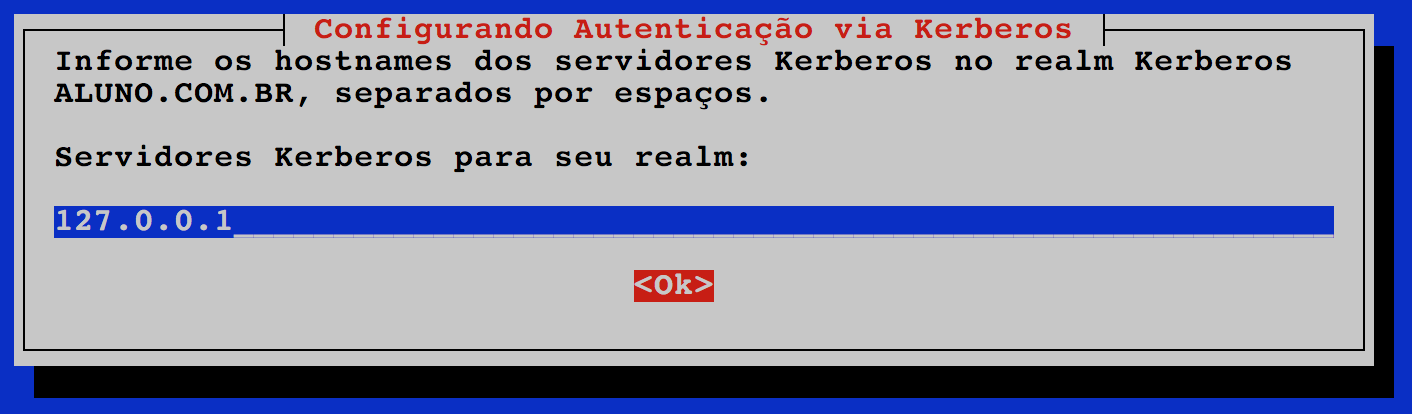 Configurando Autenticação via Kerberos
Informe os hostnames dos servidores Kerberos no realm Kerberos
ALUNO.COM.BR, separados por espaços.
Servidores Kerberos para seu realm:
127.0.0.1
<Ok>